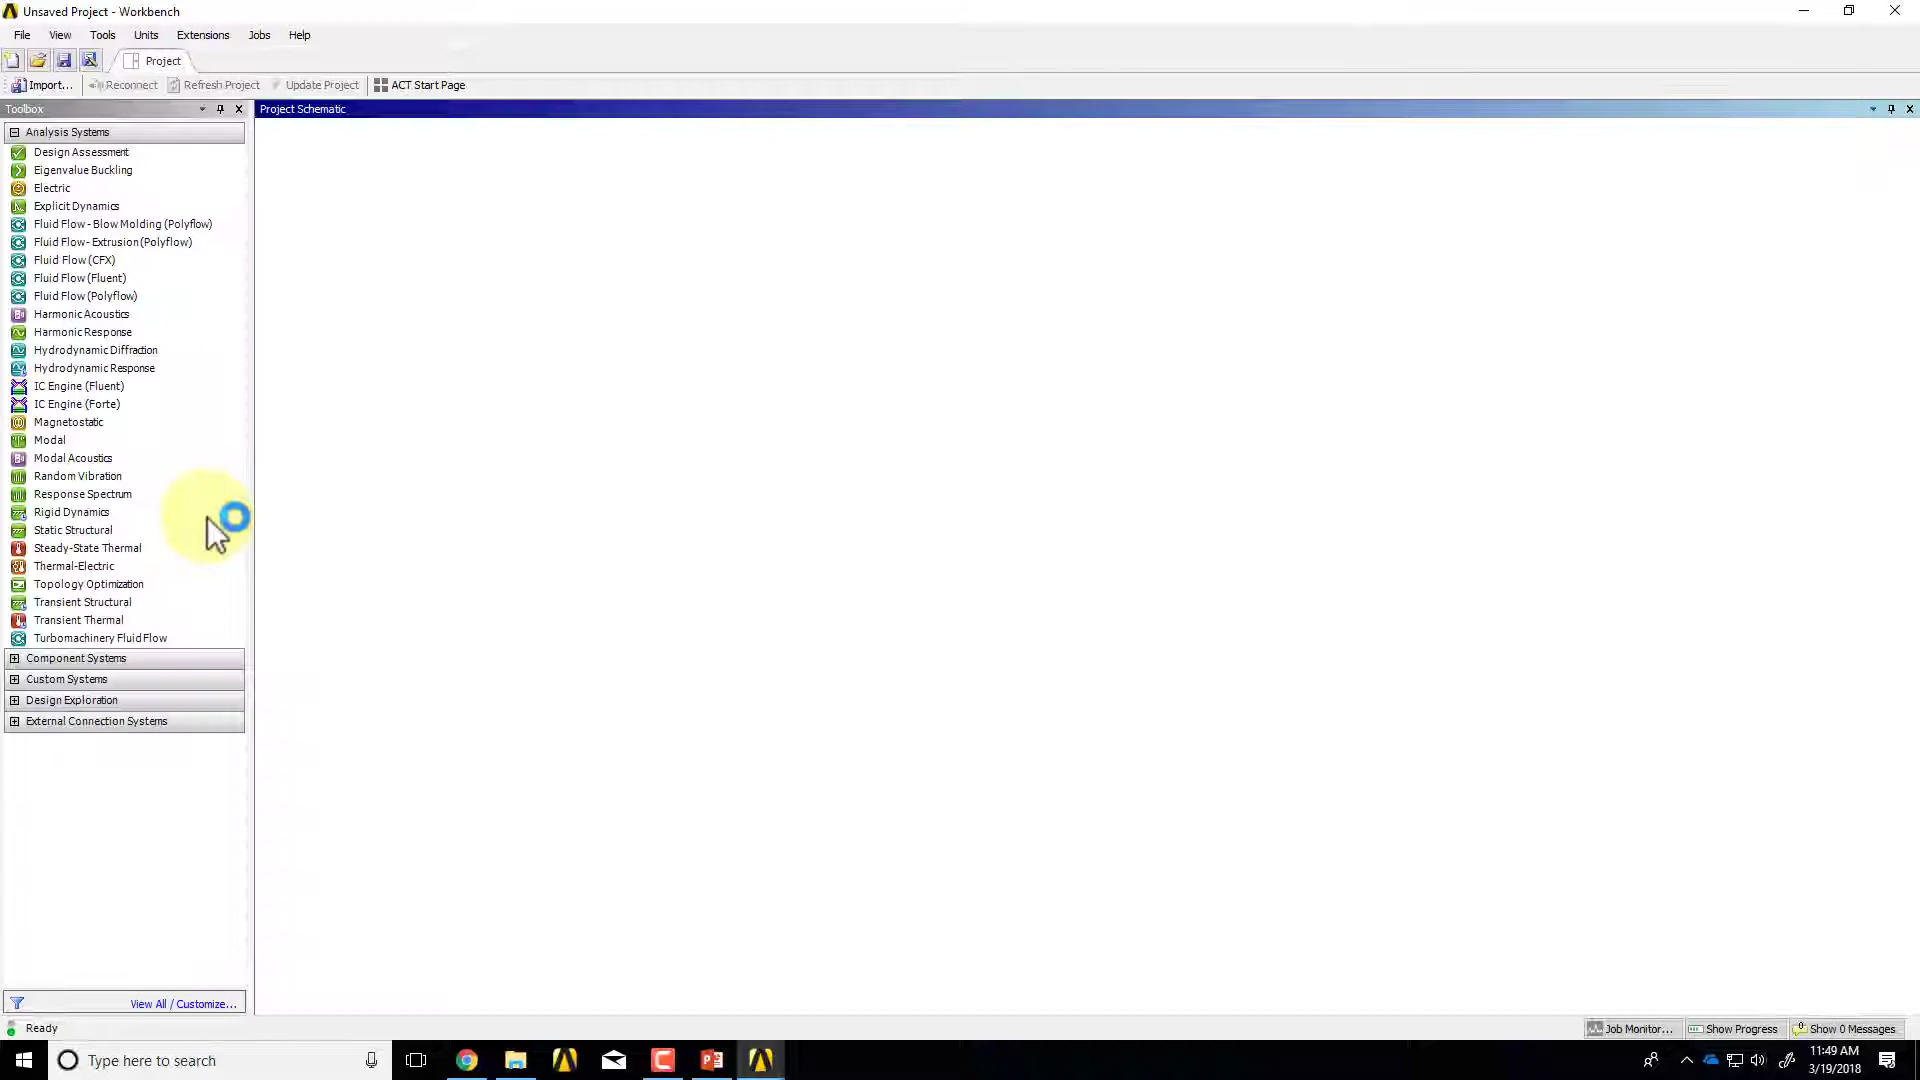 Unsaved Project - Workbench
File View Tools Units Extensions Jobs Help
Project
Import... Reconnect Refresh Project Update Project ACT Start Page
Toolbox
Project Schematic
Analysis Systems
Design Assessment
Eigenvalue Buckling
Electric
Explicit Dynamics
Fluid Flow - Blow Molding (Polyflow)
Fluid Flow - Extrusion (Polyflow)
Fluid Flow (CFX)
Fluid Flow (Fluent)
Fluid Flow (Polyflow)
Harmonic Acoustics
Harmonic Response
Hydrodynamic Diffraction
Hydrodynamic Response
IC Engine (Fluent)
IC Engine (Forte)
Magnetostatic
Modal
Modal Acoustics
Random Vibration
Response Spectrum
Rigid Dynamics
Static Structural
Steady-State Thermal
Thermal-Electric
Topology Optimization
Transient Structural
Transient Thermal
Turbomachinery Fluid Flow
Component Systems
Custom Systems
Design Exploration
External Connection Systems
View All / Customize...
Ready
Job Monitor... Show Progress Show 0 Messages
Type here to search
11:49 AM
3/19/2018